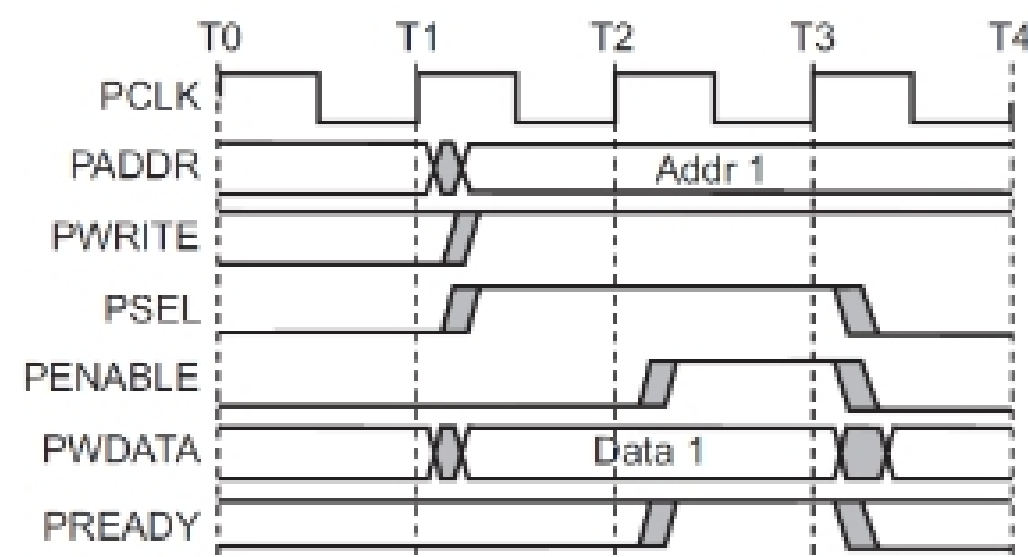 T0 T1 T2 T3 T4
PCLK
PADDR Addr 1
PWRITE
PSEL
PENABLE
PWDATA Data 1
PREADY